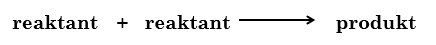 reaktant + reaktant ⟶ produkt